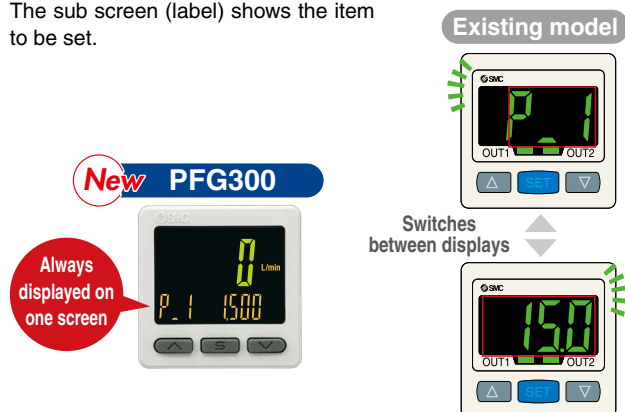 The sub screen (label) shows the item
to be set.
Existing model
SMC
P_1
OUT1 OUT2
SET
New PFG300
Switches
between displays
SMC
0
L/min
P_1 15.00
S
Always
displayed on
one screen
SMC
15.0
OUT1 OUT2
SET